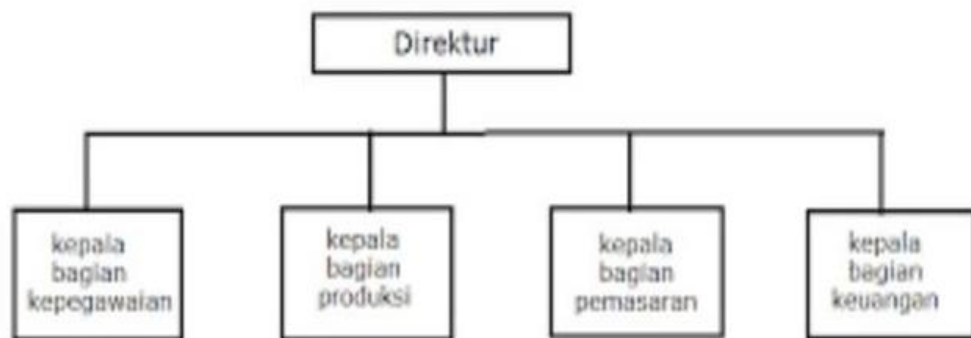 Direktur
kepala
bagian
kepegawaian
kepala
bagian
produksi
kepala
bagian
pemasaran
kepala
bagian
keuangan